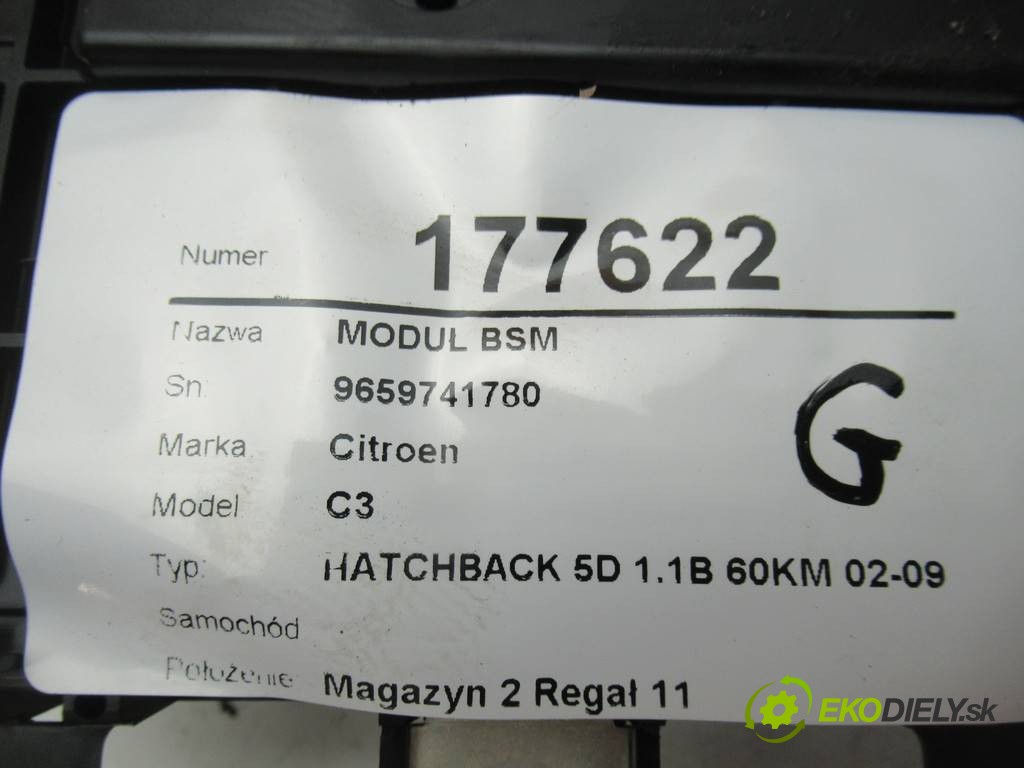 Numer 177622
Nazwa MODUŁ BSM
Sn. 9659741780
Marka Citroen
G
Model C3
Typ: HATCHBACK 5D 1.1B 60KM 02-09
Samochód
Położenie Magazyn 2 Regał 11
EKODIELY.sk